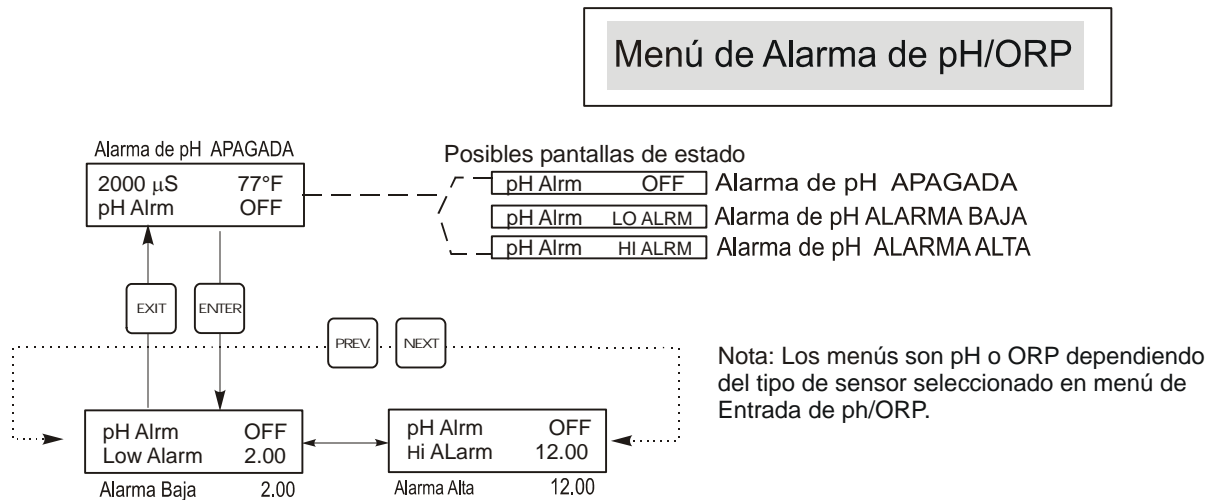 Menú de Alarma de pH/ORP
Alarma de pH APAGADA
2000 µS 77°F
pH Alrm OFF
Posibles pantallas de estado
pH Alrm OFF Alarma de pH APAGADA
pH Alrm LO ALRM Alarma de pH ALARMA BAJA
pH Alrm HI ALRM Alarma de pH ALARMA ALTA
EXIT ENTER
PREV. NEXT
Nota: Los menús son pH o ORP dependiendo
del tipo de sensor seleccionado en menú de
Entrada de ph/ORP.
pH Alrm OFF
Low Alarm 2.00
Alarma Baja 2.00
pH Alrm OFF
Hi ALarm 12.00
Alarma Alta 12.00